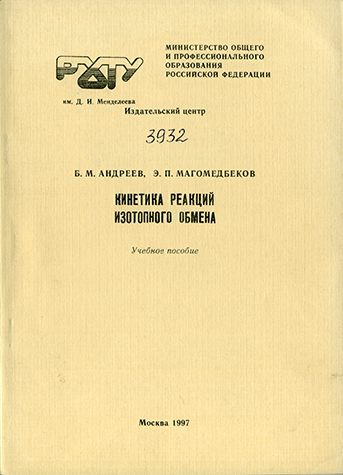 РХТУ
им. Д. И. Менделеева
МИНИСТЕРСТВО ОБЩЕГО
И ПРОФЕССИОНАЛЬНОГО
ОБРАЗОВАНИЯ
РОССИЙСКОЙ ФЕДЕРАЦИИ
Издательский центр
3932
Б. М. АНДРЕЕВ, Э. П. МАГОМЕДБЕКОВ
КИНЕТИКА РЕАКЦИЙ
ИЗОТОПНОГО ОБМЕНА
Учебное пособие
Москва 1997